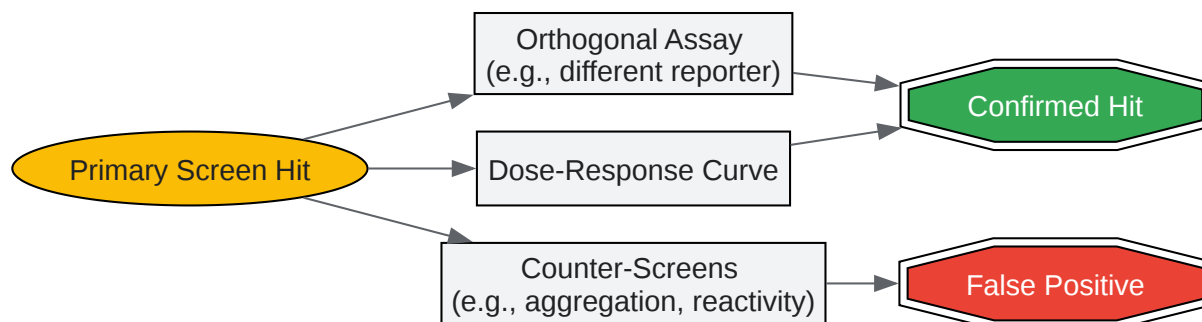 Primary Screen Hit
Orthogonal Assay
(e.g., different reporter)
Dose-Response Curve
Counter-Screens
(e.g., aggregation, reactivity)
Confirmed Hit
False Positive